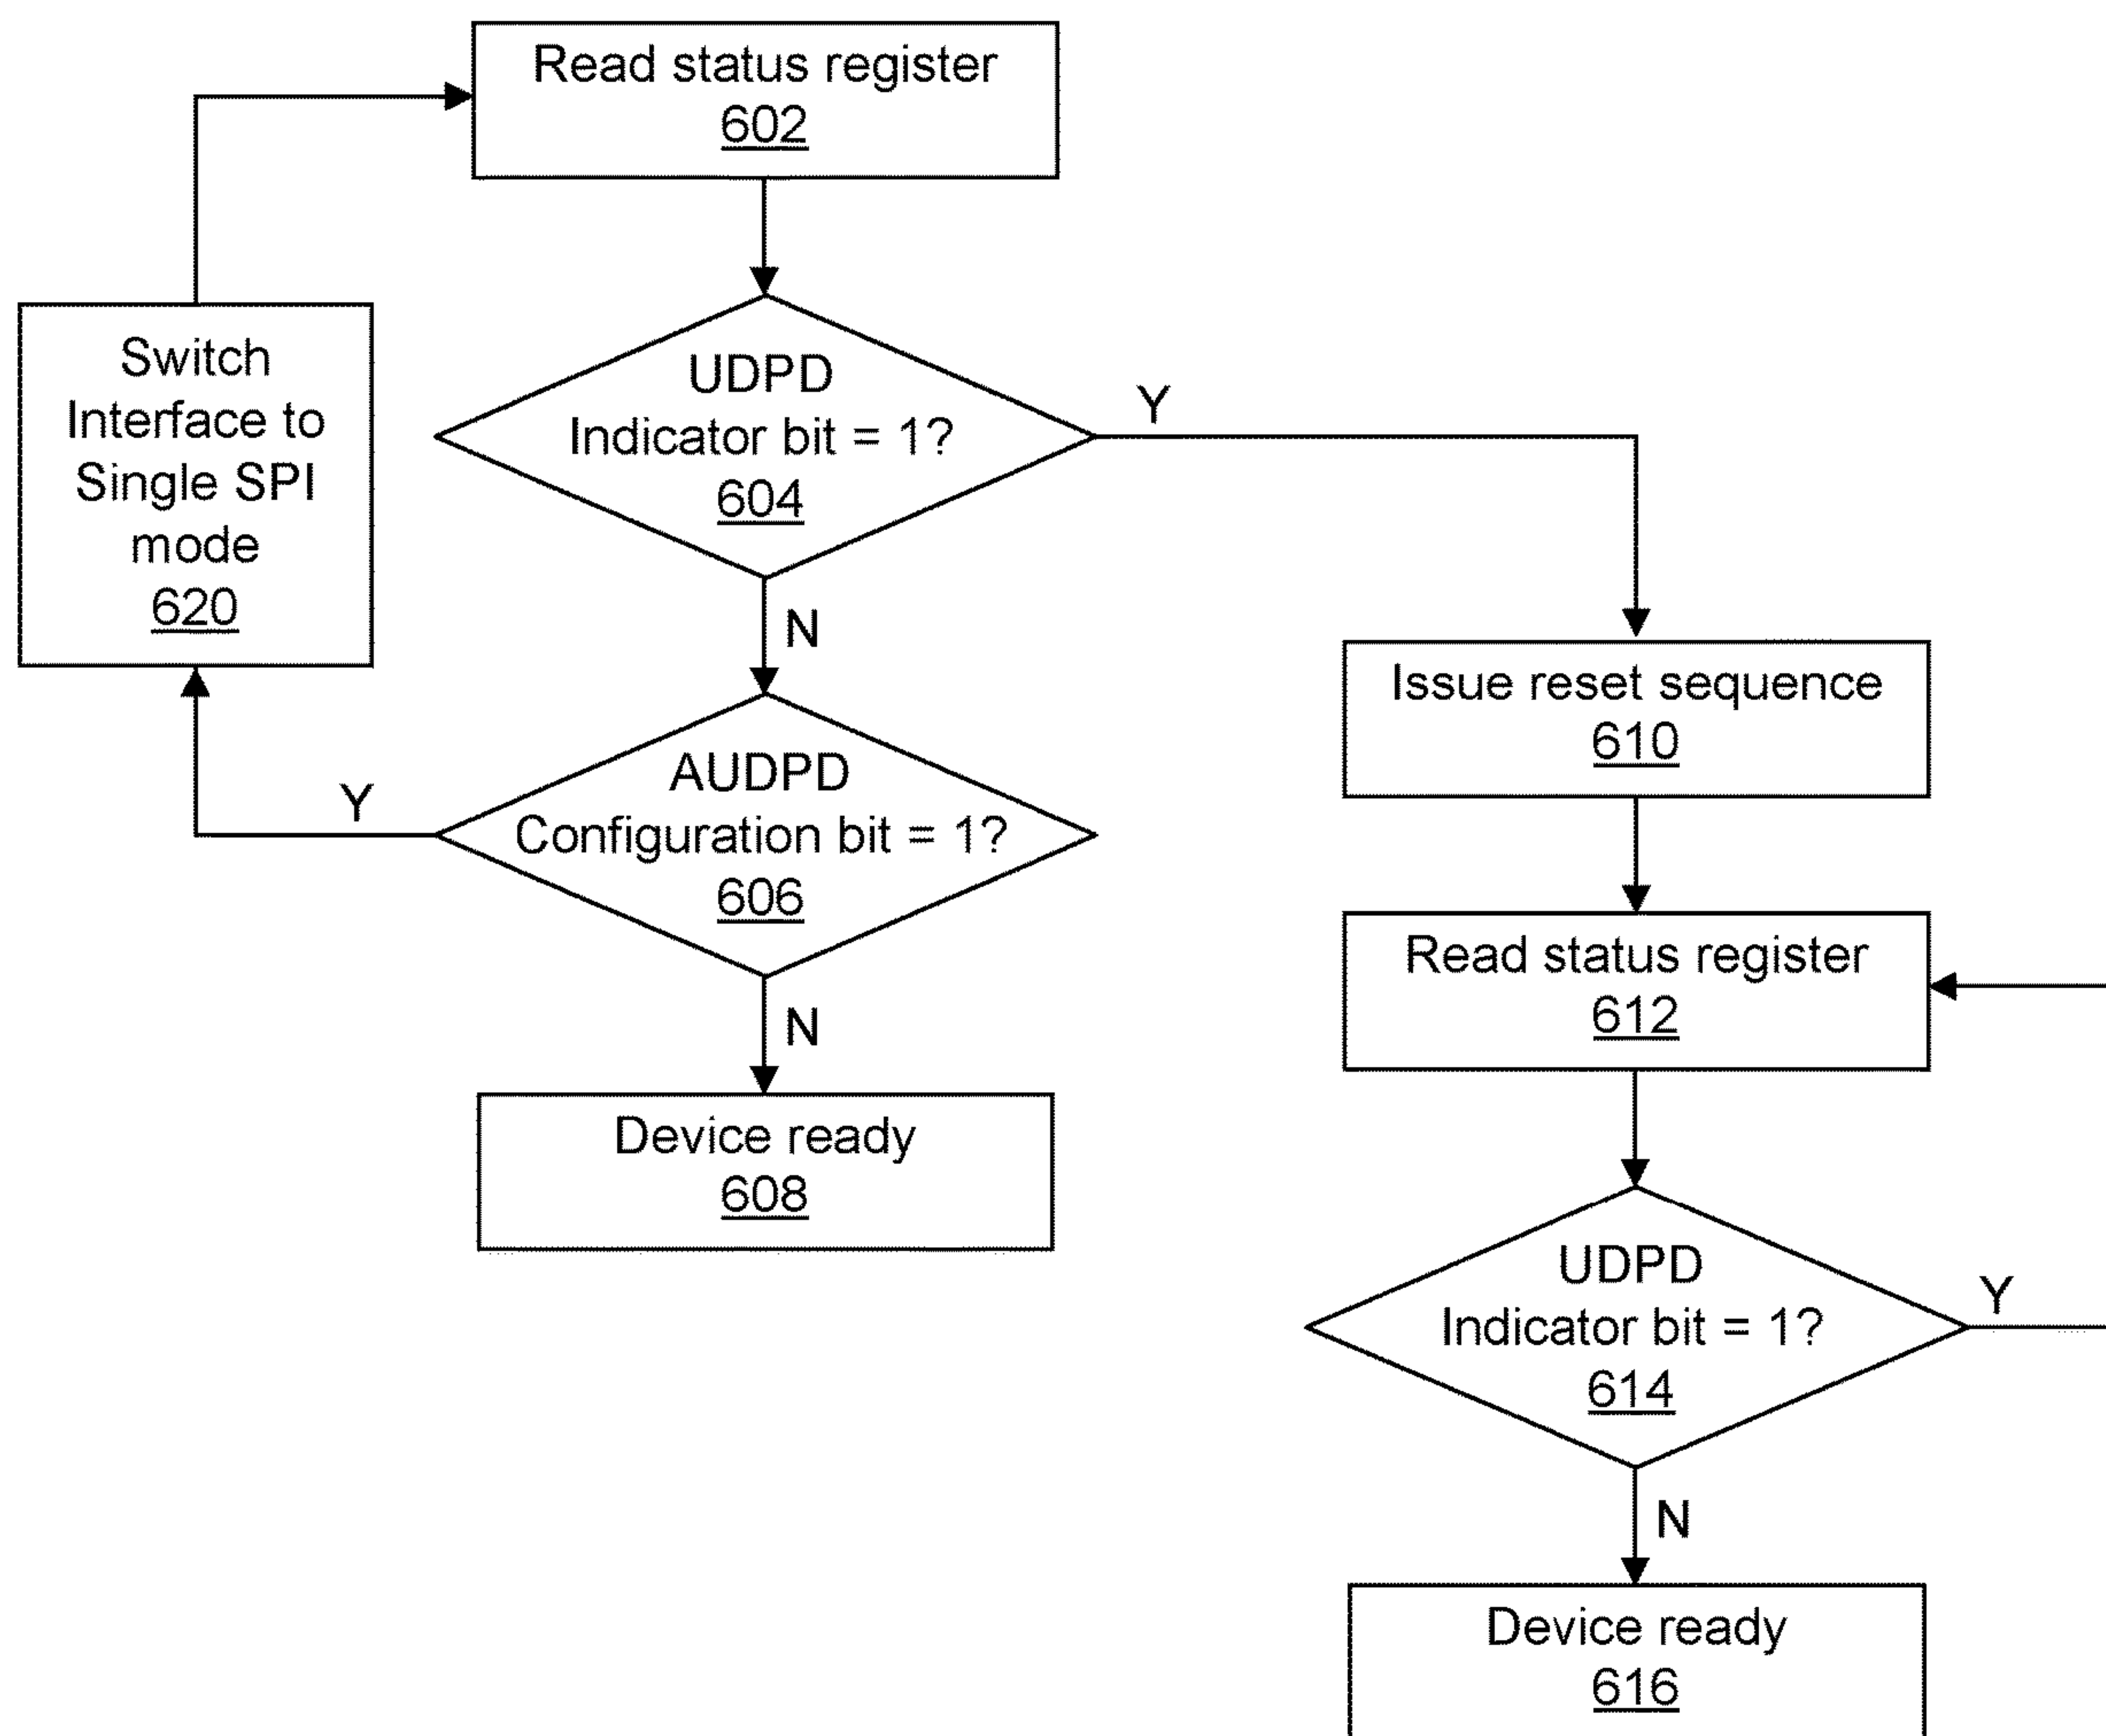 Read status register
602
Switch
Interface to
Single SPI
mode
620
UDPD
Indicator bit = 1?
604
Y
N
AUDPD
Configuration bit = 1?
606
Y
N
Device ready
608
Issue reset sequence
610
Read status register
612
UDPD
Indicator bit = 1?
614
Y
N
Device ready
616